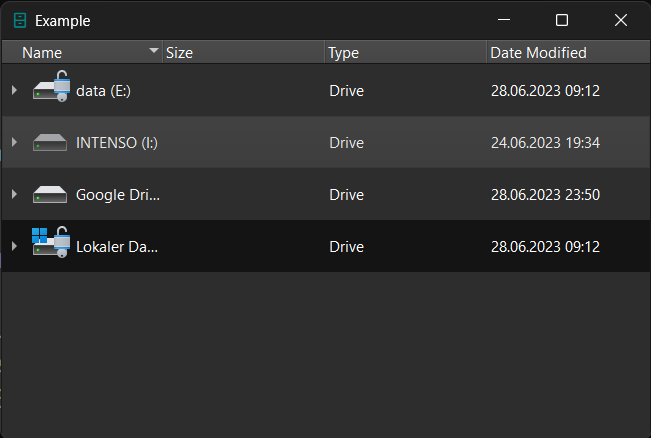 Example
Name Size Type Date Modified
data (E:) Drive 28.06.2023 09:12
INTENSO (I:) Drive 24.06.2023 19:34
Google Dri... Drive 28.06.2023 23:50
Lokaler Da... Drive 28.06.2023 09:12